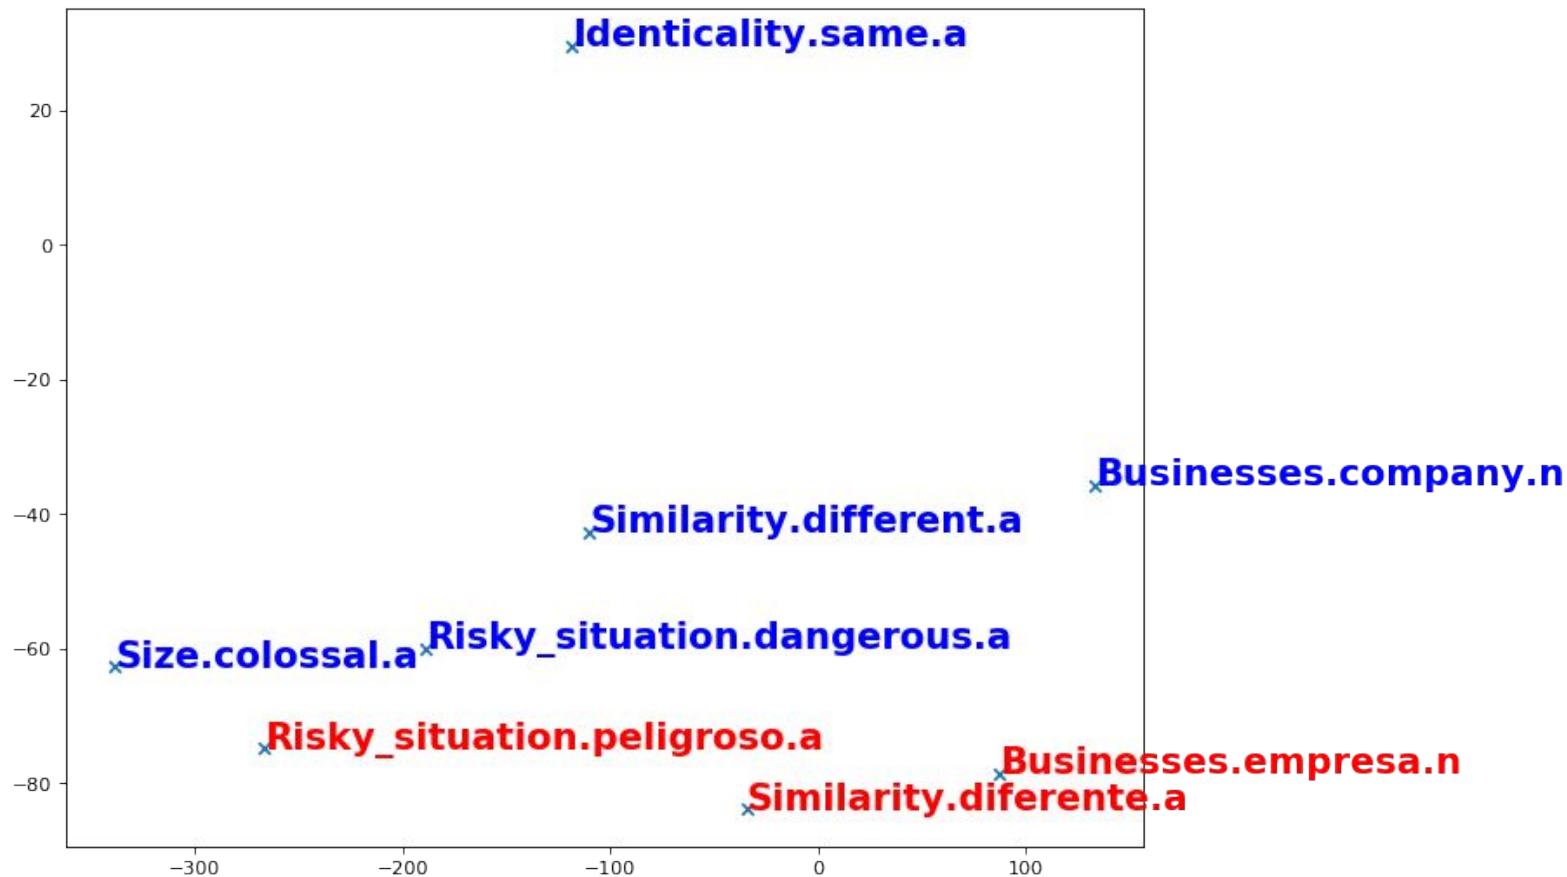 Identicality.same.a
20
0
−20
Businesses.company.n
−40
Similarity.different.a
−60
Risky_situation.dangerous.a
Size.colossal.a
Risky_situation.peligroso.a
Businesses.empresa.n
−80
Similarity.diferente.a
−300 −200 −100 0 100